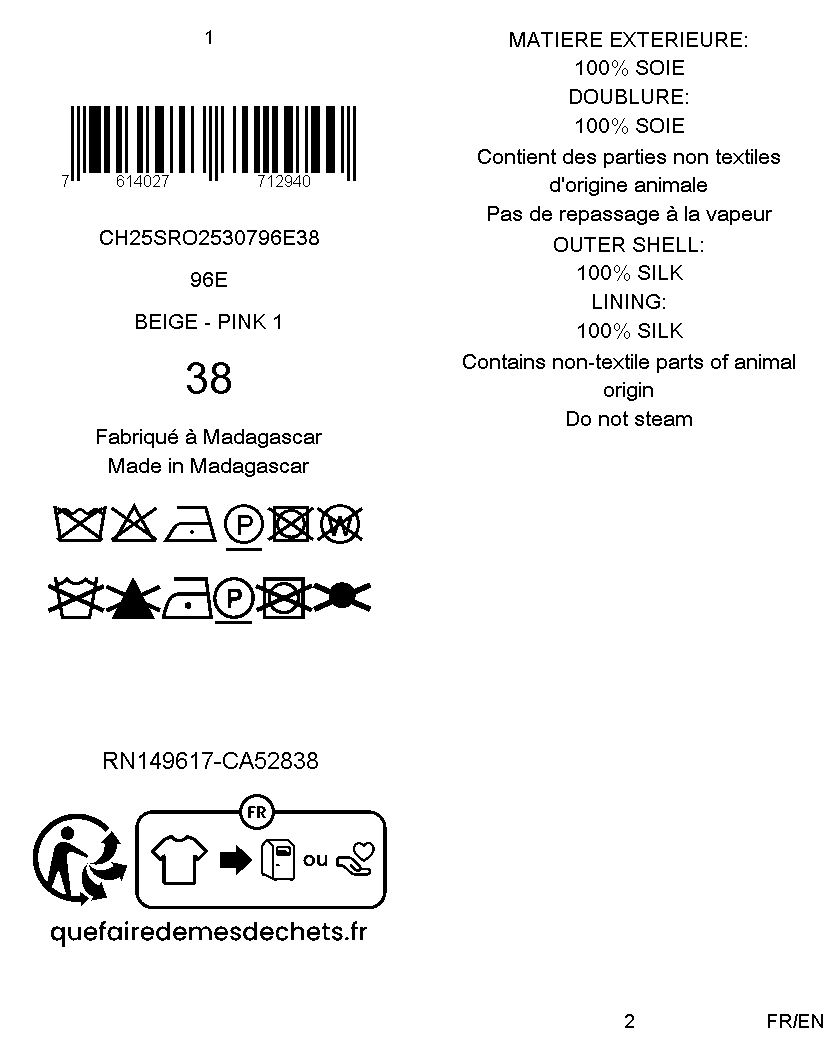 1
7 614027 712940
CH25SRO2530796E38
96E
BEIGE - PINK 1
38
Fabriqué à Madagascar
Made in Madagascar
P W
P
RN149617-CA52838
FR
ou
quefairedemesdechets.fr
MATIERE EXTERIEURE:
100% SOIE
DOUBLURE:
100% SOIE
Contient des parties non textiles
d'origine animale
Pas de repassage à la vapeur
OUTER SHELL:
100% SILK
LINING:
100% SILK
Contains non-textile parts of animal
origin
Do not steam
2
FR/EN